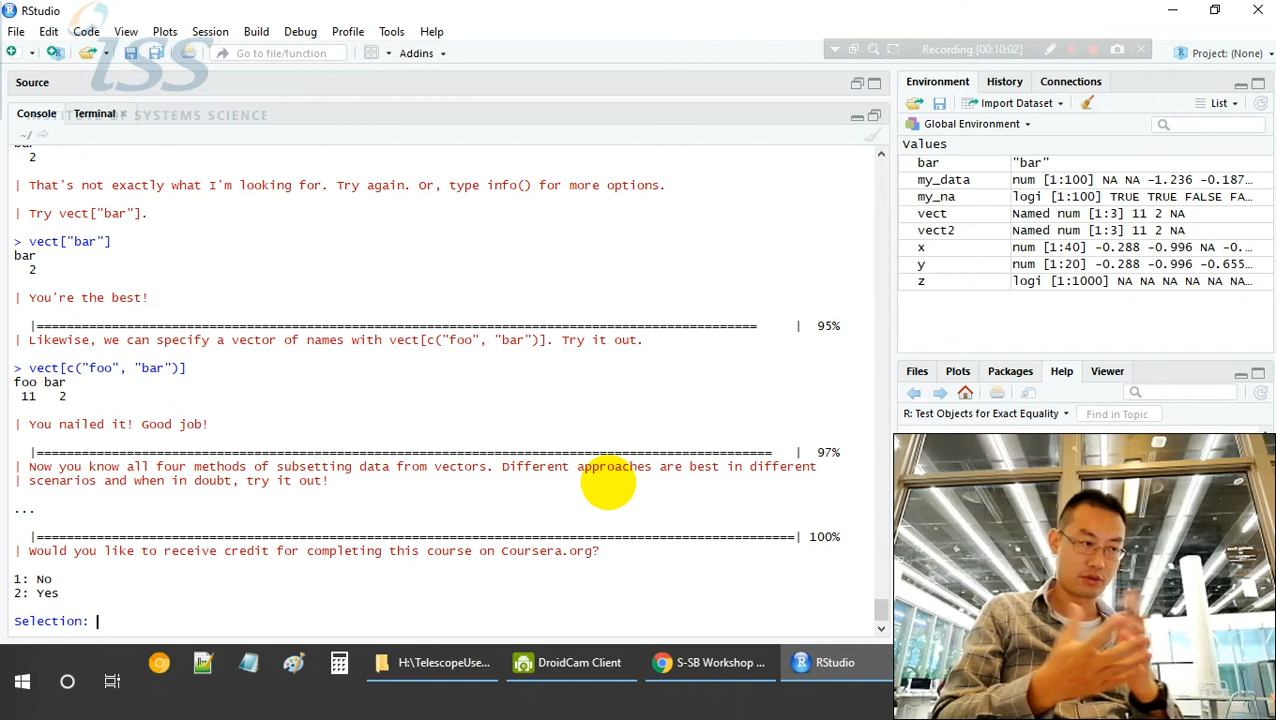 RStudio
File Edit Code View Plots Session Build Debug Profile Tools Help
Go to file/function
Addins
Recording [00:10:02]
Project: (None)
iss
INSTITUTE OF SYSTEMS SCIENCE
Source
Console Terminal
~/
bar
2
| That's not exactly what I'm looking for. Try again. Or, type info() for more options.
| Try vect["bar"].
> vect["bar"]
bar
2
| You're the best!
95%
| Likewise, we can specify a vector of names with vect[c("foo", "bar")]. Try it out.
> vect[c("foo", "bar")]
foo bar
11 2
| You nailed it! Good job!
97%
| Now you know all four methods of subsetting data from vectors. Different approaches are best in different
| scenarios and when in doubt, try it out!
...
100%
| Would you like to receive credit for completing this course on Coursera.org?
1: No
2: Yes
Selection:
Environment History Connections
Import Dataset
List
Global Environment
Values
bar "bar"
my_data num [1:100] NA NA -1.236 -0.187...
my_na logi [1:100] TRUE TRUE FALSE FA...
vect Named num [1:3] 11 2 NA
vect2 Named num [1:3] 11 2 NA
x num [1:40] -0.288 -0.996 NA -0....
y num [1:20] -0.288 -0.996 -0.655...
z logi [1:1000] NA NA NA NA NA NA...
Files Plots Packages Help Viewer
R: Test Objects for Exact Equality
Find in Topic
H:\TelescopeUse...
DroidCam Client
S-SB Workshop ...
RStudio